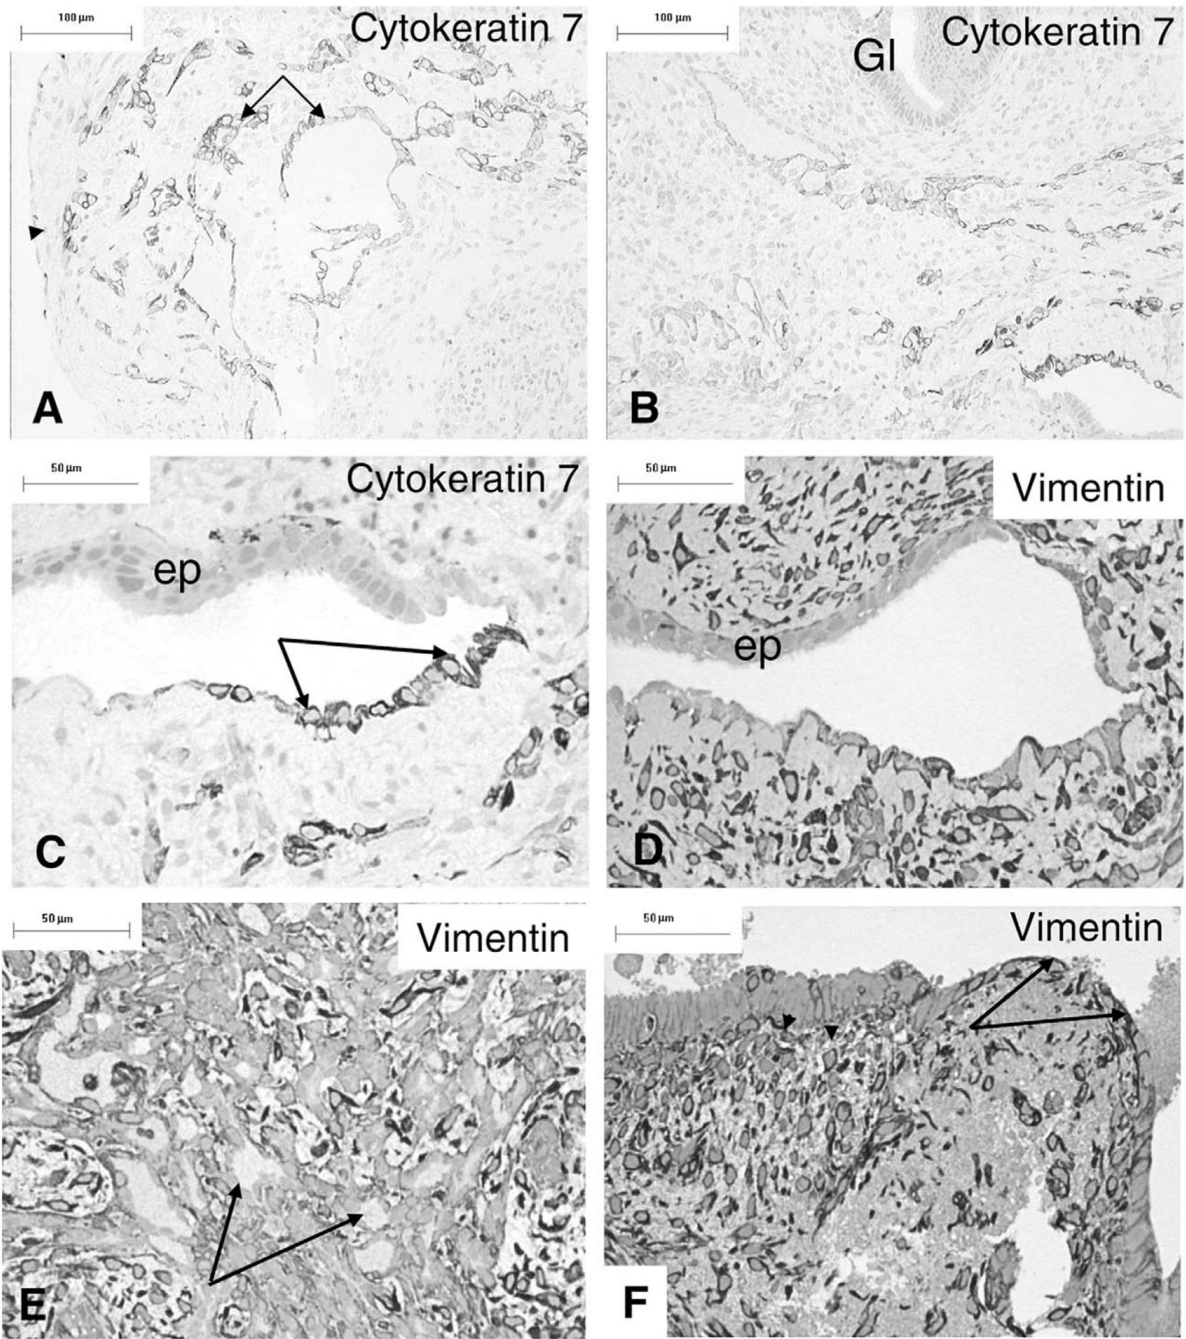 100 µm
Cytokeratin 7
A
100 µm
Gl
Cytokeratin 7
B
50 µm
Cytokeratin 7
ep
C
50 µm
Vimentin
ep
D
50 µm
Vimentin
E
50 µm
Vimentin
F